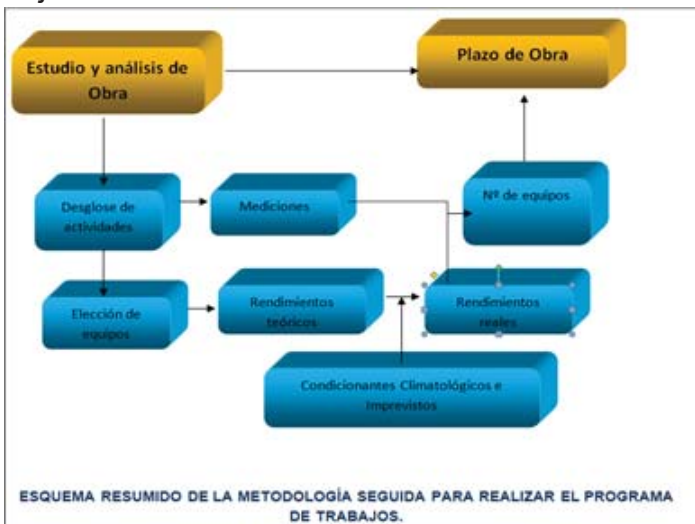 Estudio y análisis de
Obra
Plazo de Obra
Desglose de
actividades
Mediciones
Nº de equipos
Elección de
equipos
Rendimientos
teóricos
Rendimientos
reales
Condicionantes Climatológicos e
Imprevistos
ESQUEMA RESUMIDO DE LA METODOLOGÍA SEGUIDA PARA REALIZAR EL PROGRAMA
DE TRABAJOS.